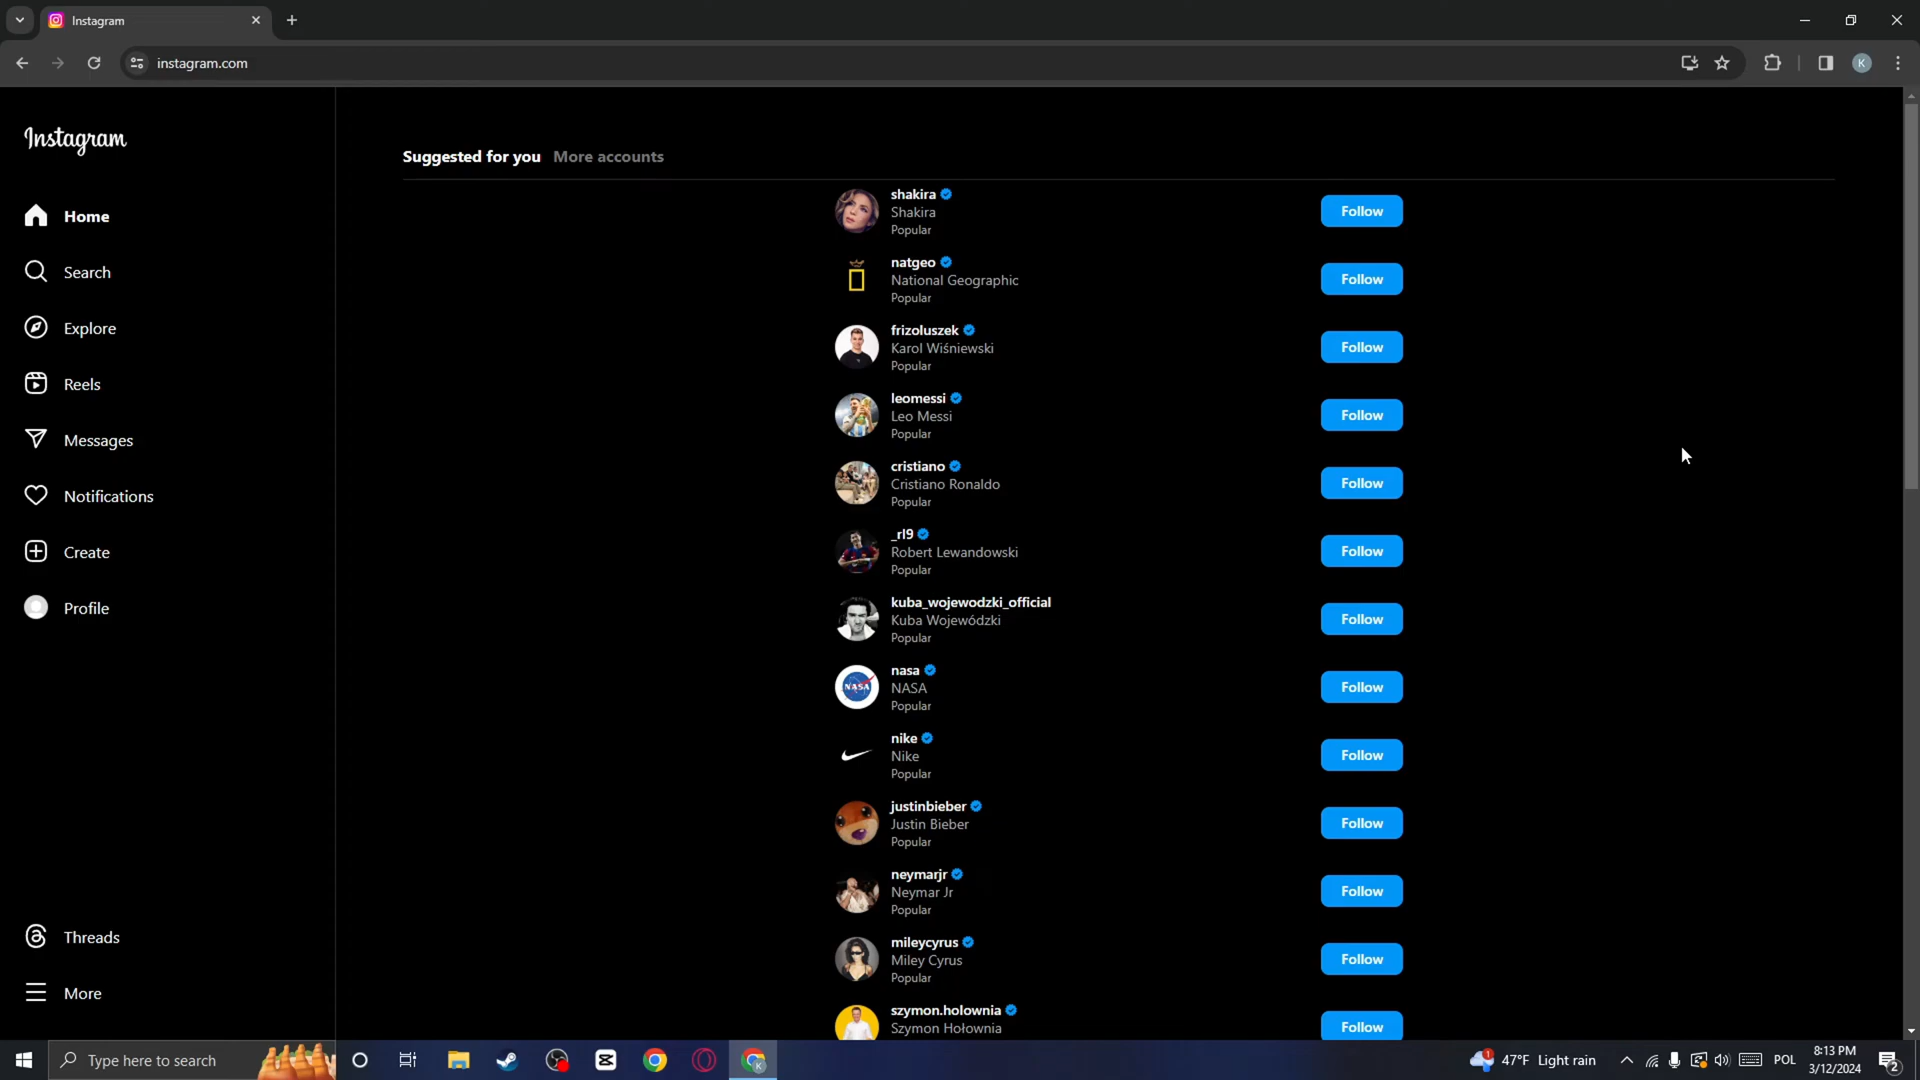 Instagram
instagram.com
K
Instagram
Home
Search
Explore
Reels
Messages
Notifications
Create
Profile
Threads
More
Suggested for you More accounts
shakira
Shakira
Popular
Follow
natgeo
National Geographic
Popular
Follow
frizoluszek
Karol Wiśniewski
Popular
Follow
leomessi
Leo Messi
Popular
Follow
cristiano
Cristiano Ronaldo
Popular
Follow
_rl9
Robert Lewandowski
Popular
Follow
kuba_wojewodzki_official
Kuba Wojewódzki
Popular
Follow
NASA
nasa
NASA
Popular
Follow
nike
Nike
Popular
Follow
justinbieber
Justin Bieber
Popular
Follow
neymarjr
Neymar Jr
Popular
Follow
mileycyrus
Miley Cyrus
Popular
Follow
szymon.holownia
Szymon Hołownia
Follow
Type here to search
K
1
47°F Light rain
POL
8:13 PM
3/12/2024
2